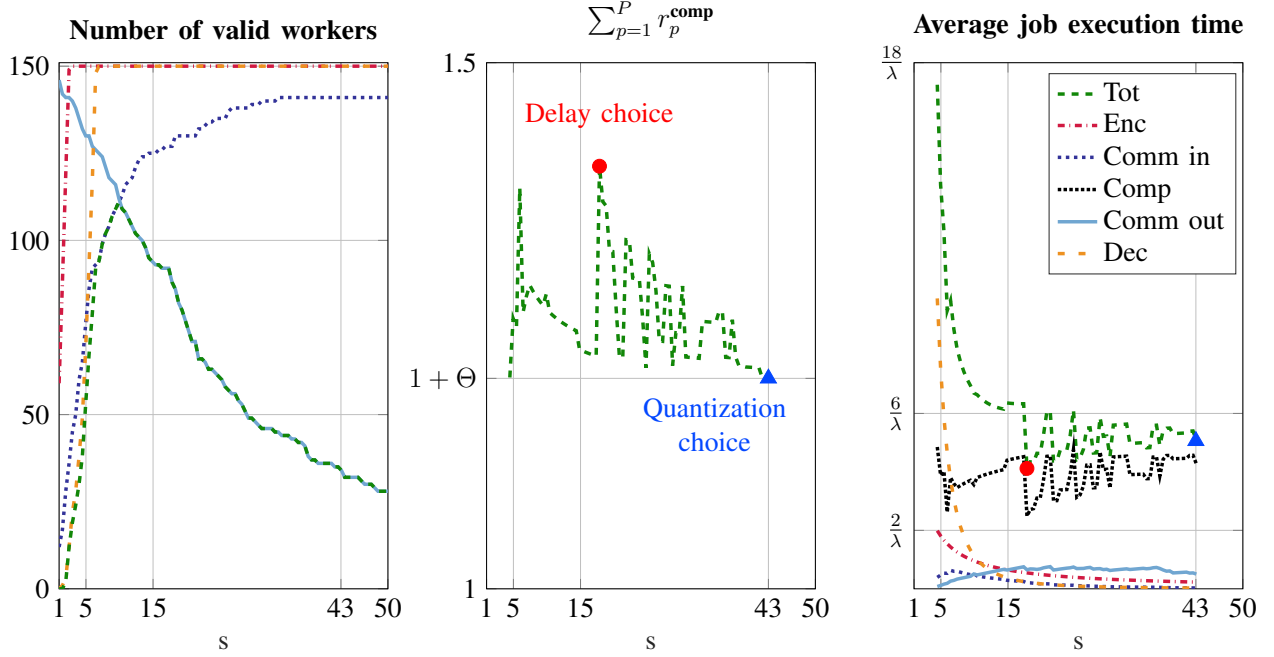 Number of valid workers
150
100
50
0
1 5 15 43 50
s
∑_{p=1}^{P} r_p^{comp}
1.5
Delay choice
1 + Θ
Quantization
choice
1
1 5 15 43 50
s
Average job execution time
18/λ
6/λ
2/λ
Tot
Enc
Comm in
Comp
Comm out
Dec
1 5 15 43 50
s